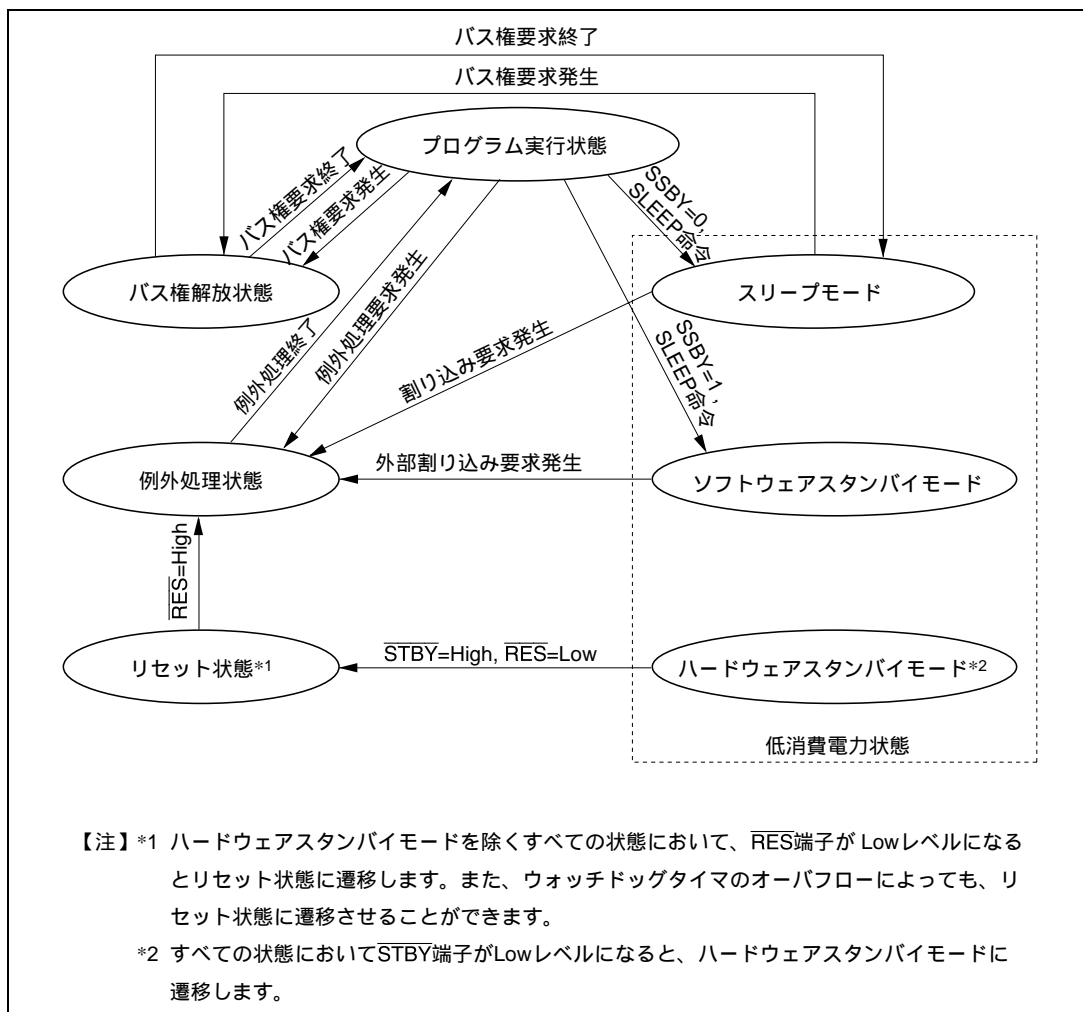 バス権要求終了
バス権要求発生
プログラム実行状態
バス権要求終了
バス権要求発生
SSBY=0,
SLEEP命令
バス権解放状態
スリープモード
例外処理終了
例外処理要求発生
割り込み要求発生
SSBY=1,
SLEEP命令
例外処理状態
外部割り込み要求発生
ソフトウェアスタンバイモード
RES=High
リセット状態*1
STBY=High, RES=Low
ハードウェアスタンバイモード*2
低消費電力状態
【注】*1 ハードウェアスタンバイモードを除くすべての状態において、RES端子が Lowレベルになる
とリセット状態に遷移します。また、ウォッチドッグタイマのオーバフローによっても、リ
セット状態に遷移させることができます。
*2 すべての状態においてSTBY端子がLowレベルになると、ハードウェアスタンバイモードに
遷移します。